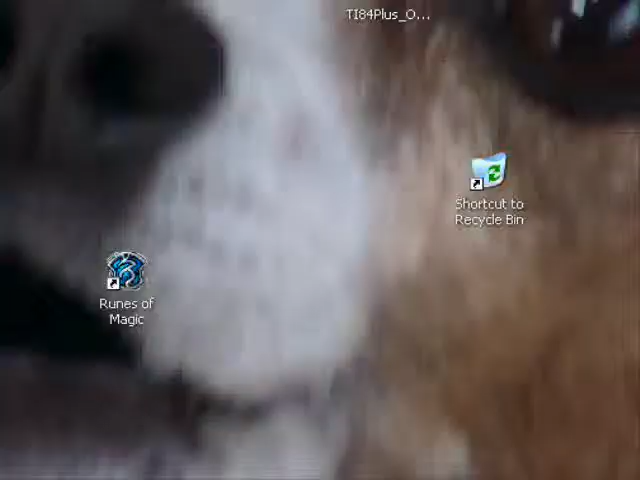 TI84Plus_O...
Shortcut to
Recycle Bin
Runes of
Magic